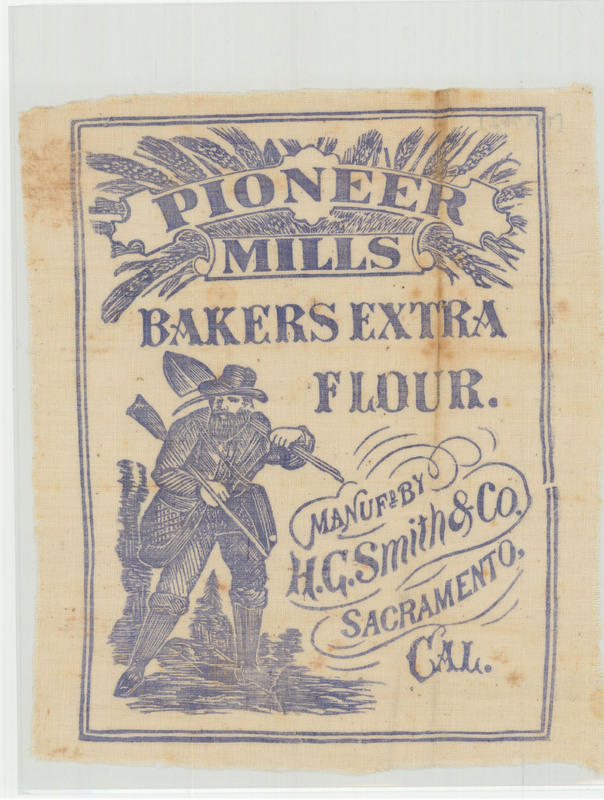 PIONEER
MILLS
BAKERS EXTRA
FLOUR.
MANUFD BY
H.G. Smith & Co.
SACRAMENTO,
CAL.